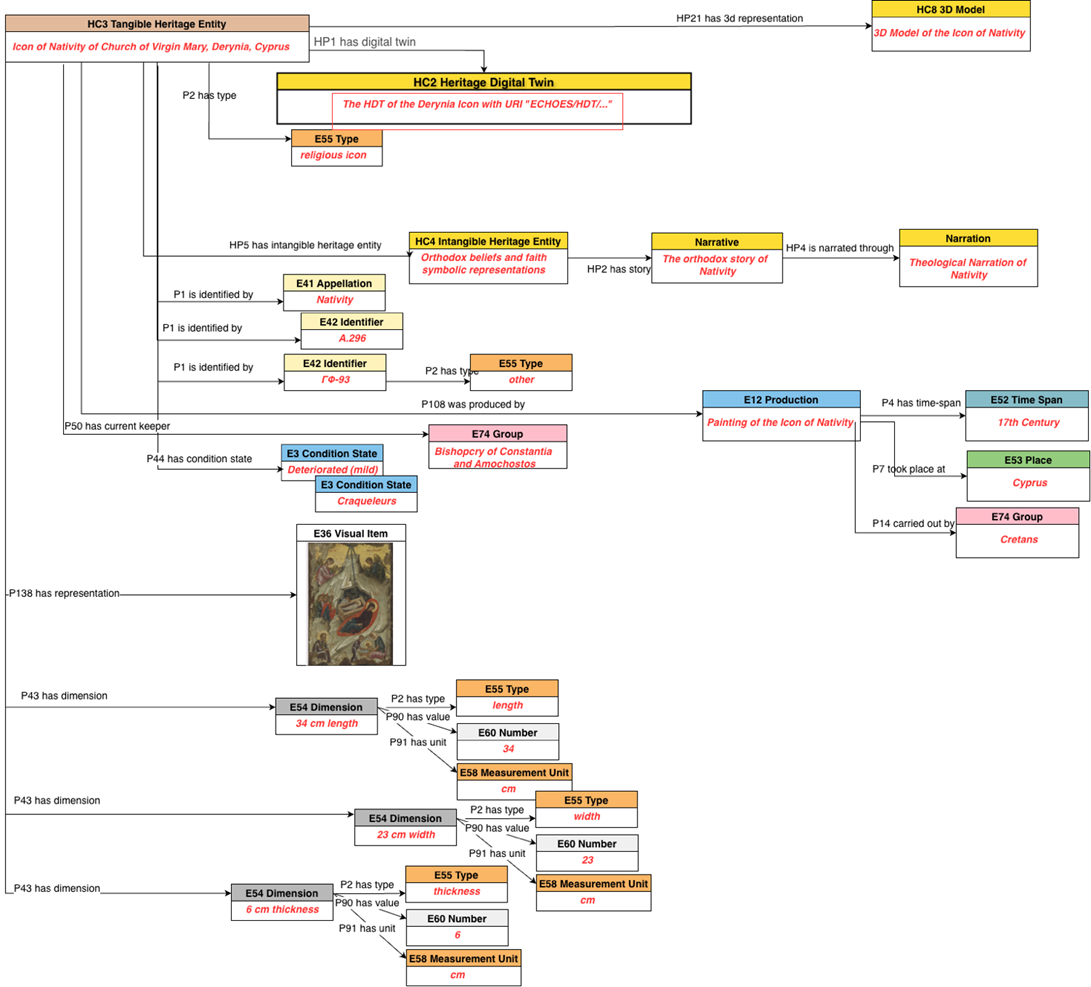 HC3 Tangible Heritage Entity
Icon of Nativity of Church of Virgin Mary, Derynia, Cyprus
HP21 has 3d representation
HC8 3D Model
3D Model of the Icon of Nativity
HP1 has digital twin
HC2 Heritage Digital Twin
The HDT of the Derynia Icon with URI "ECHOES/HDT/..."
P2 has type
E55 Type
religious icon
HP5 has intangible heritage entity
HC4 Intangible Heritage Entity
Orthodox beliefs and faith
symbolic representations
HP2 has story
Narrative
The orthodox story of
Nativity
HP4 is narrated through
Narration
Theological Narration of
Nativity
P1 is identified by
E41 Appellation
Nativity
P1 is identified by
E42 Identifier
A.296
P1 is identified by
E42 Identifier
ΓΦ-93
P2 has type
E55 Type
other
P108 was produced by
E12 Production
Painting of the Icon of Nativity
P4 has time-span
E52 Time Span
17th Century
P7 took place at
E53 Place
Cyprus
P14 carried out by
E74 Group
Cretans
P50 has current keeper
E74 Group
Bishopcry of Constantia
and Amochostos
P44 has condition state
E3 Condition State
Deteriorated (mild)
E3 Condition State
Craqueleurs
E36 Visual Item
P138 has representation
P43 has dimension
E54 Dimension
34 cm length
P2 has type
E55 Type
length
P90 has value
E60 Number
34
P91 has unit
E58 Measurement Unit
cm
P43 has dimension
E54 Dimension
23 cm width
P2 has type
E55 Type
width
P90 has value
E60 Number
23
P91 has unit
E58 Measurement Unit
cm
P43 has dimension
E54 Dimension
6 cm thickness
P2 has type
E55 Type
thickness
P90 has value
E60 Number
6
P91 has unit
E58 Measurement Unit
cm